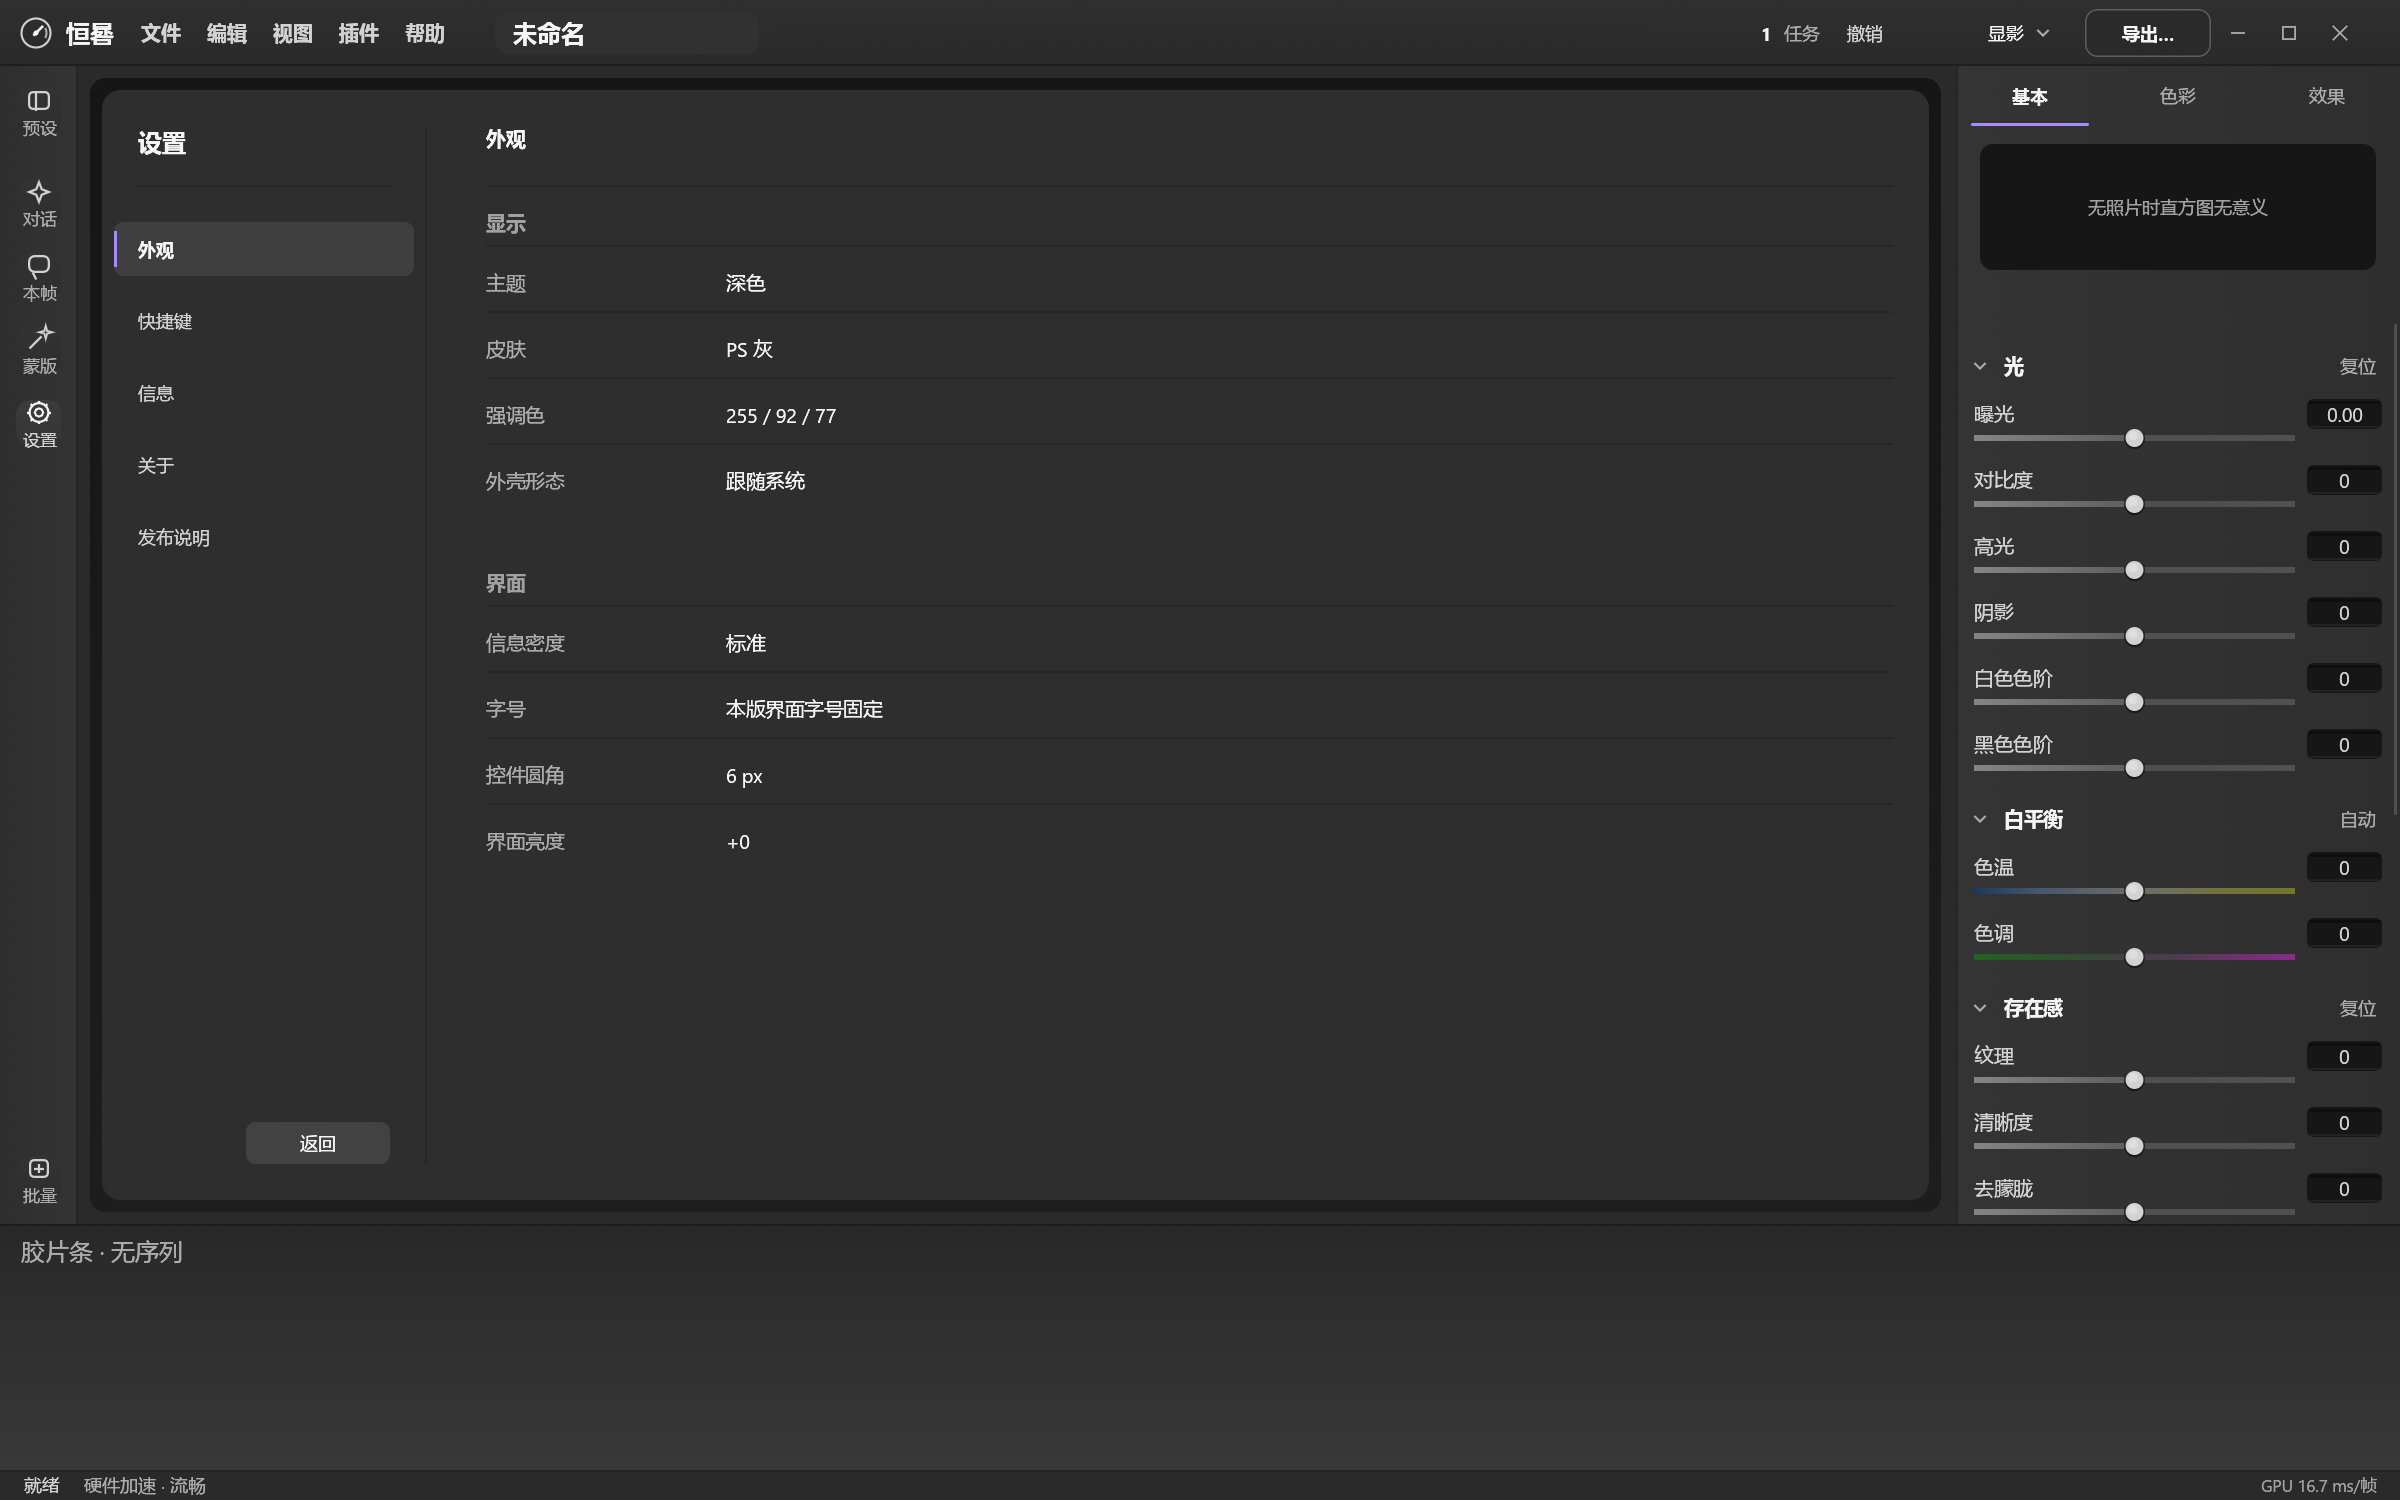 恒晷 文件 编辑 视图 插件 帮助 未命名 1 任务 撤销 显影 导出...
预设
对话
本帧
蒙版
设置
批量
设置
外观
快捷键
信息
关于
发布说明
返回
外观
显示
主题 深色
皮肤 PS 灰
强调色 255 / 92 / 77
外壳形态 跟随系统
界面
信息密度 标准
字号 本版界面字号固定
控件圆角 6 px
界面亮度 +0
基本 色彩 效果
无照片时直方图无意义
光 复位
曝光 0.00
对比度 0
高光 0
阴影 0
白色色阶 0
黑色色阶 0
白平衡 自动
色温 0
色调 0
存在感 复位
纹理 0
清晰度 0
去朦胧 0
胶片条 · 无序列
就绪 硬件加速 · 流畅 GPU 16.7 ms/帧